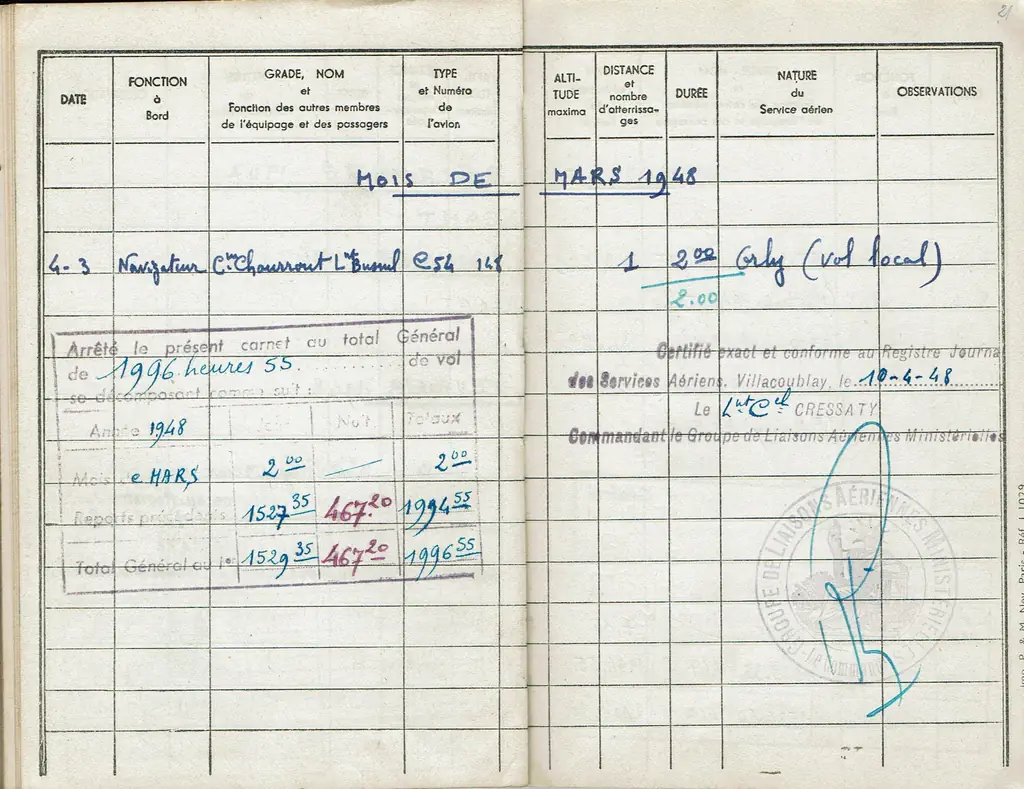 21
DATE
FONCTION
à
Bord
GRADE, NOM
et
Fonction des autres membres
de l'équipage et des passagers
TYPE
et Numéro
de
l'avion
ALTI-
TUDE
maxima
DISTANCE
et
nombre
d'atterrissa-
ges
DURÉE
NATURE
du
Service aérien
OBSERVATIONS
MOIS DE MARS 1948
4-3 Navigateur Cne Chourrout Lnt C54 148 1 2 00 Orly (vol local)
2.00
Arrêté le présent carnet au total Général
de 1996 heures 55 de vol
se décomposant comme suit :
Année 1948 Jour Nuit Totaux
Mois de MARS 2 00 — 2 00
Reports précédents 1527 35 467.20 1994 55
Total Général au 1er 1529 35 467 20 1996 55
Certifié exact et conforme au Registre Journa
des Services Aériens. Villacoublay, le 10-4-48
Le Lnt Cel CRESSATY
Commandant le Groupe de Liaisons Aériennes Ministérielles
GROUPE DE LIAISONS AÉRIENNES MINISTÉRIELLES
Le Commandant